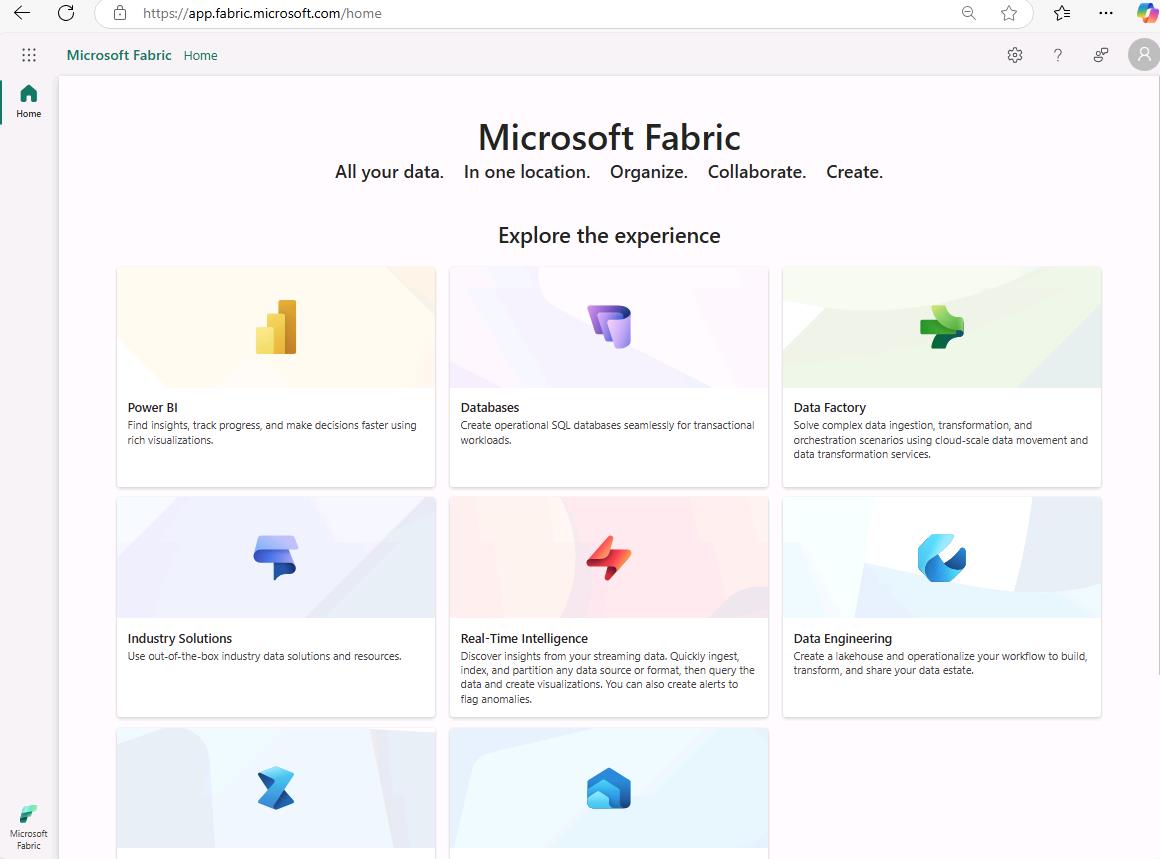 https://app.fabric.microsoft.com/home
Microsoft Fabric Home
Home
Microsoft Fabric
All your data. In one location. Organize. Collaborate. Create.
Explore the experience
Power BI
Find insights, track progress, and make decisions faster using
rich visualizations.
Databases
Create operational SQL databases seamlessly for transactional
workloads.
Data Factory
Solve complex data ingestion, transformation, and
orchestration scenarios using cloud-scale data movement and
data transformation services.
Industry Solutions
Use out-of-the-box industry data solutions and resources.
Real-Time Intelligence
Discover insights from your streaming data. Quickly ingest,
index, and partition any data source or format, then query the
data and create visualizations. You can also create alerts to
flag anomalies.
Data Engineering
Create a lakehouse and operationalize your workflow to build,
transform, and share your data estate.
Microsoft
Fabric